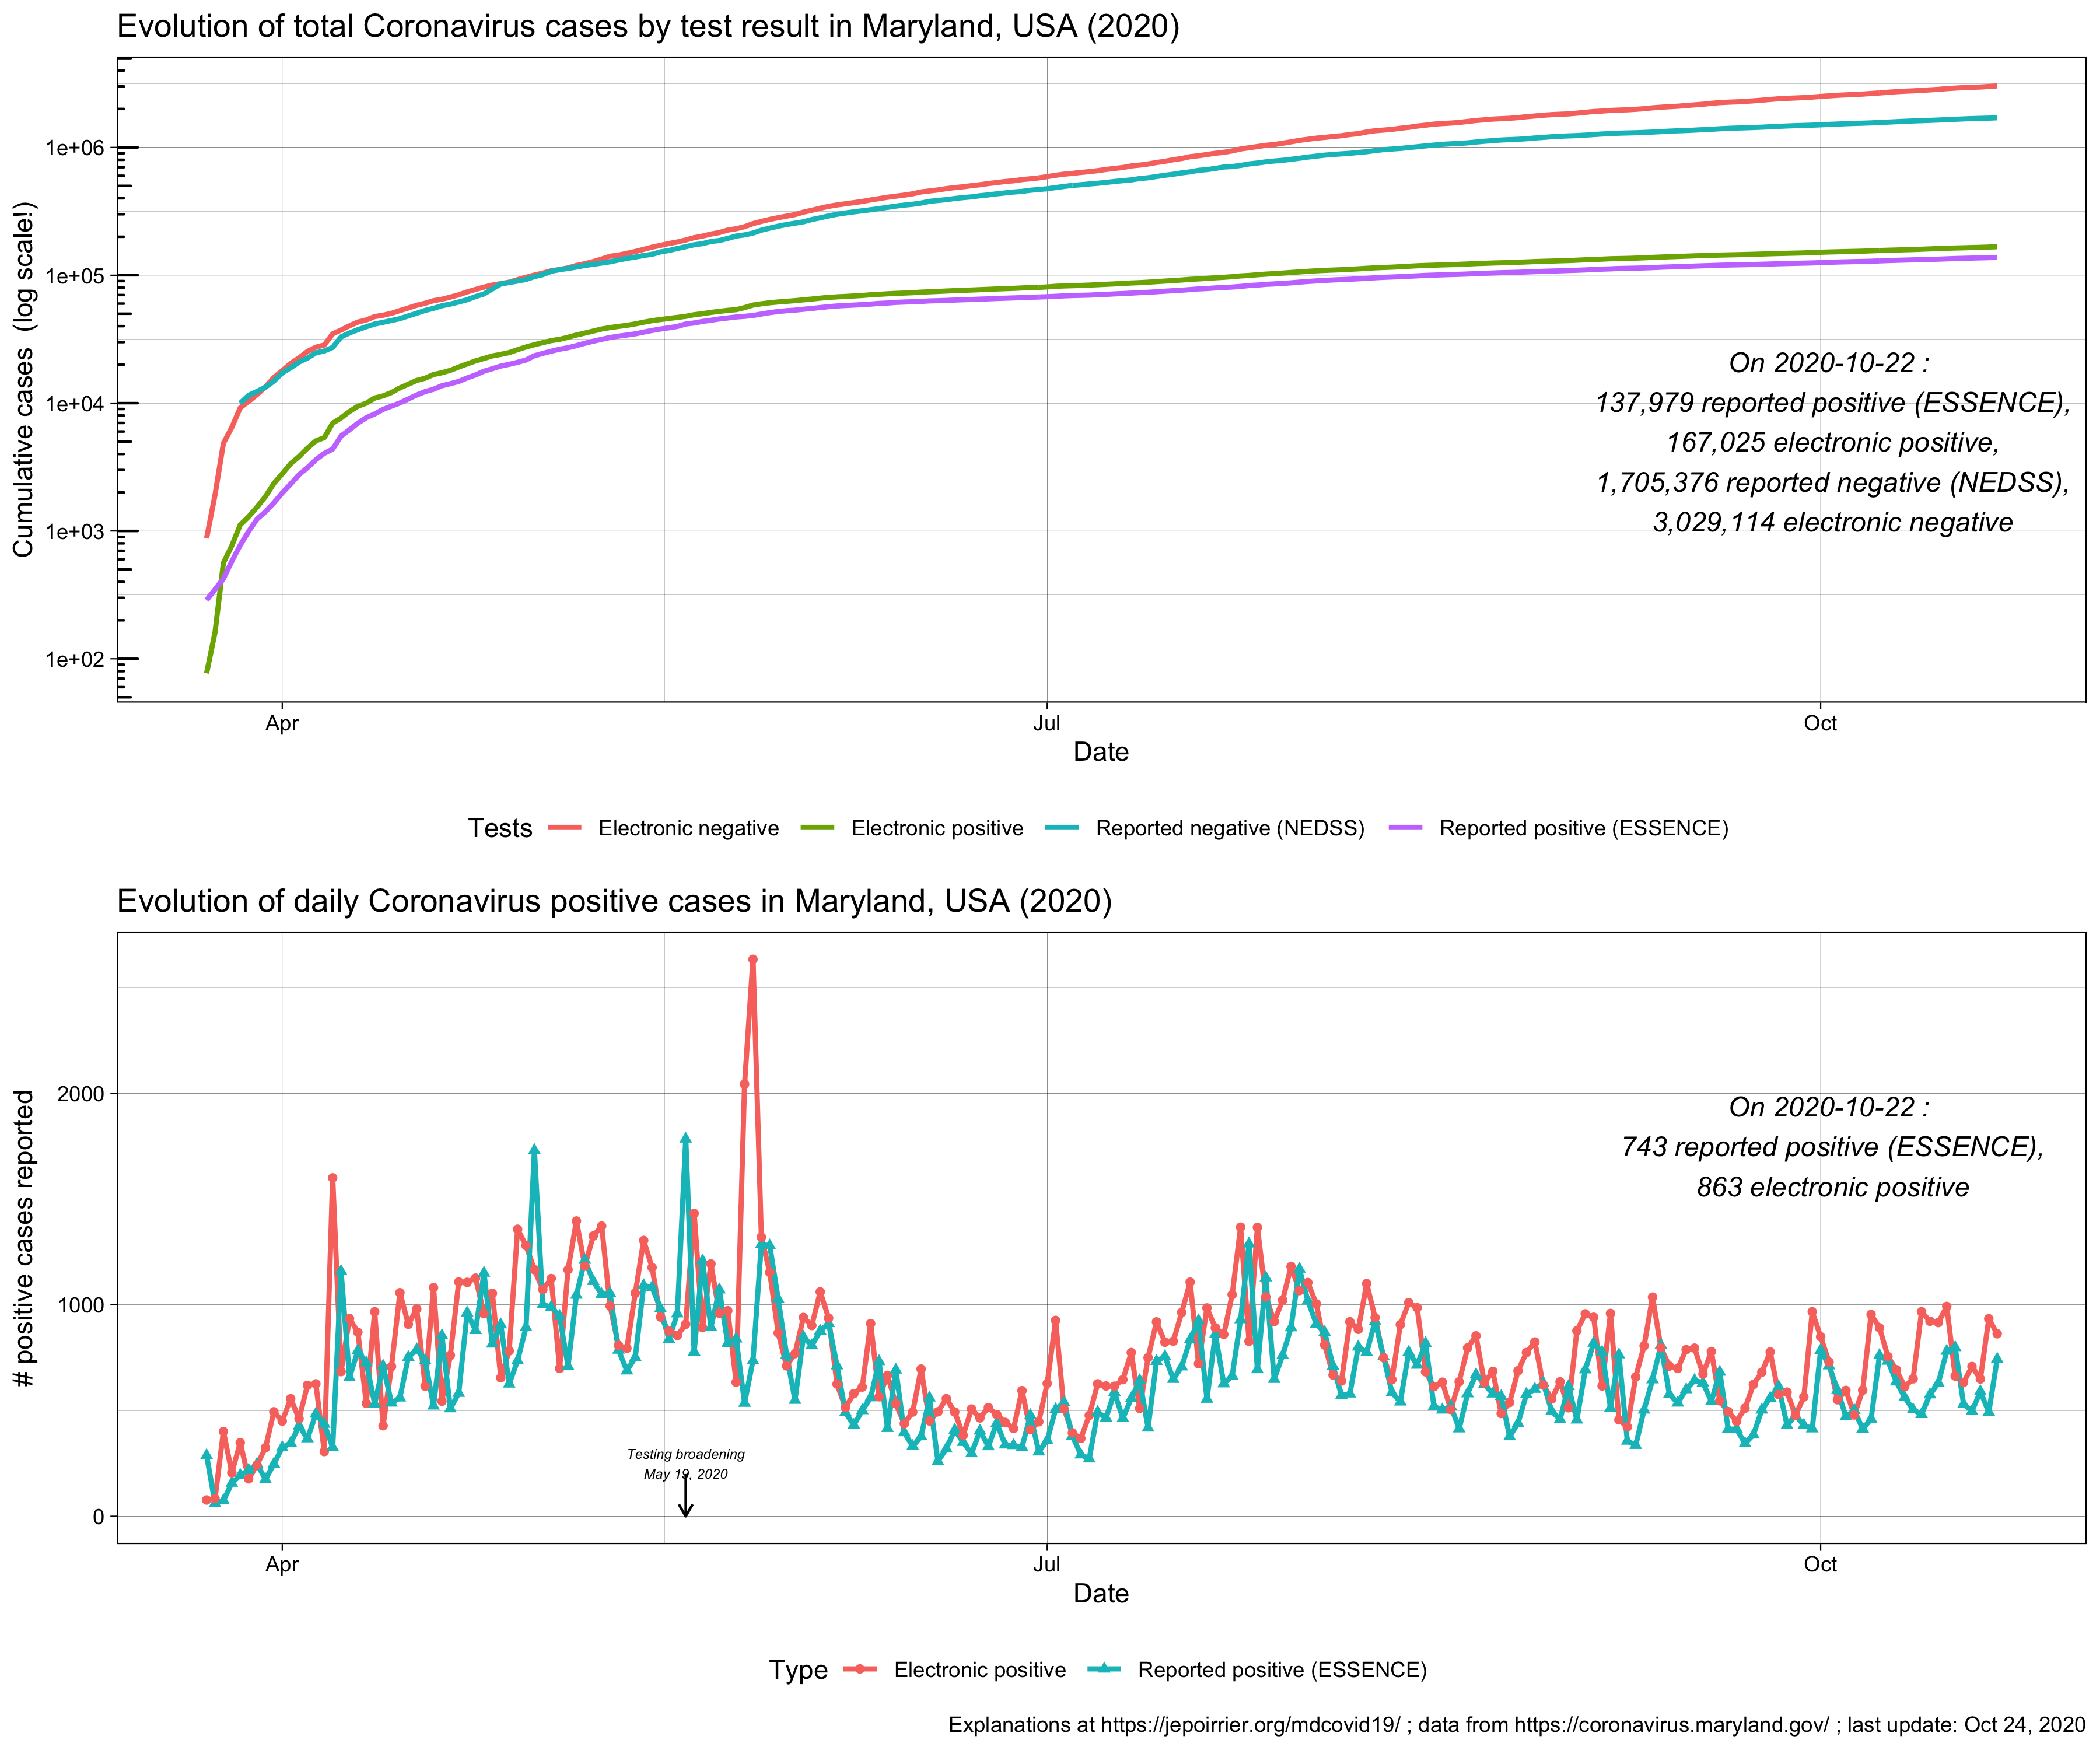 Evolution of total Coronavirus cases by test result in Maryland, USA (2020)
Cumulative cases  (log scale!)
1e+06
1e+05
1e+04
1e+03
1e+02
On 2020-10-22 :
137,979 reported positive (ESSENCE),
167,025 electronic positive,
1,705,376 reported negative (NEDSS),
3,029,114 electronic negative
Apr
Jul
Oct
Date
Tests
Electronic negative
Electronic positive
Reported negative (NEDSS)
Reported positive (ESSENCE)
Evolution of daily Coronavirus positive cases in Maryland, USA (2020)
# positive cases reported
2000
1000
0
On 2020-10-22 :
743 reported positive (ESSENCE),
863 electronic positive
Testing broadening
May 19, 2020
Apr
Jul
Oct
Date
Type
Electronic positive
Reported positive (ESSENCE)
Explanations at https://jepoirrier.org/mdcovid19/ ; data from https://coronavirus.maryland.gov/ ; last update: Oct 24, 2020